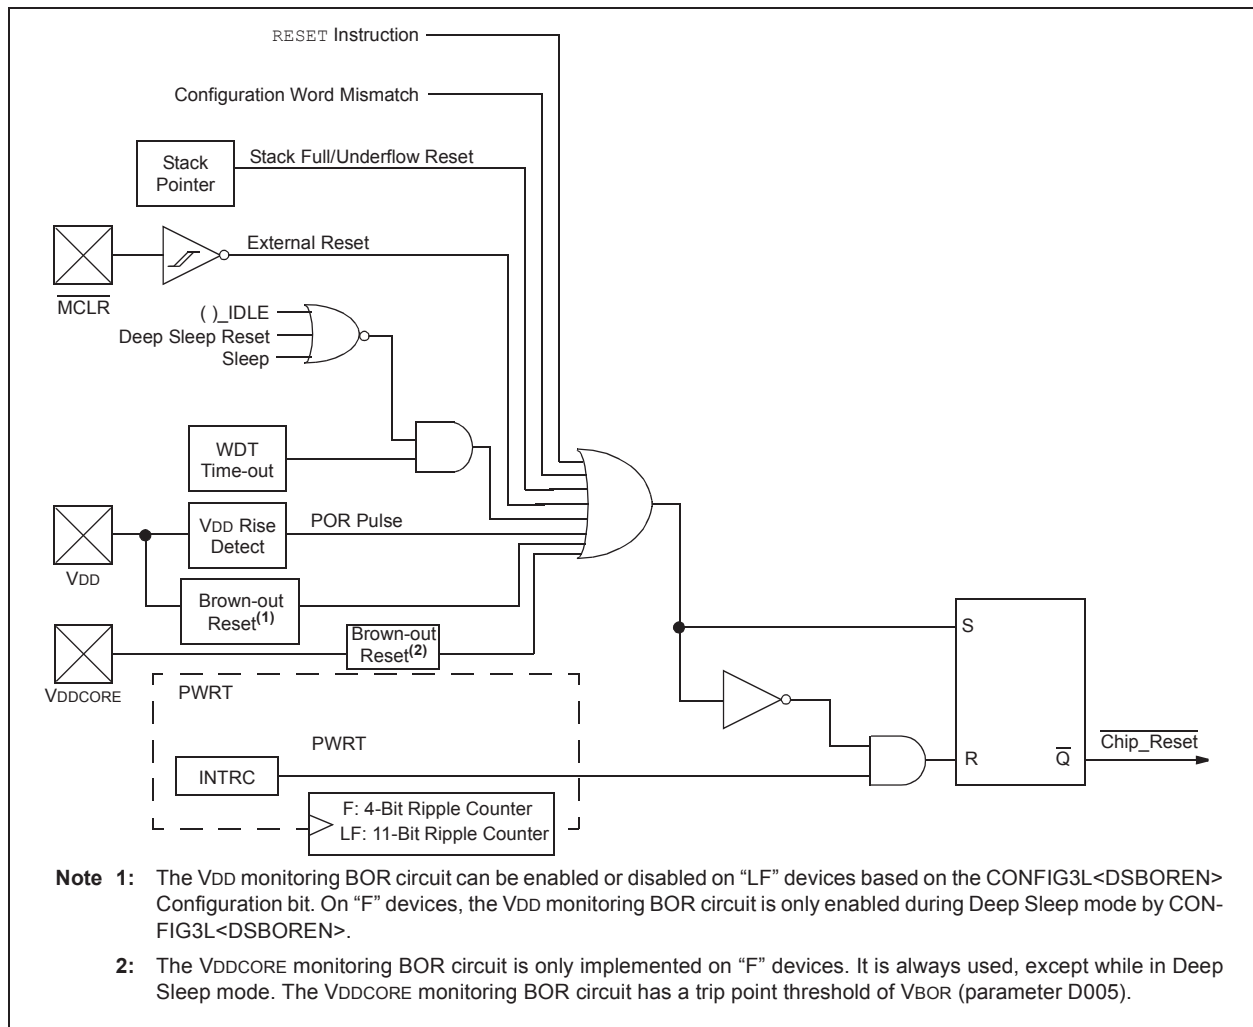 RESET Instruction
Configuration Word Mismatch
Stack
Pointer
Stack Full/Underflow Reset
External Reset
MCLR
( )_IDLE
Deep Sleep Reset
Sleep
WDT
Time-out
VDD Rise
Detect
POR Pulse
VDD
Brown-out
Reset(1)
Brown-out
Reset(2)
VDDCORE
PWRT
PWRT
INTRC
F: 4-Bit Ripple Counter
LF: 11-Bit Ripple Counter
S
R
Q
Chip_Reset
Note 1: The VDD monitoring BOR circuit can be enabled or disabled on “LF” devices based on the CONFIG3L<DSBOREN>
Configuration bit. On “F” devices, the VDD monitoring BOR circuit is only enabled during Deep Sleep mode by CON-
FIG3L<DSBOREN>.
2: The VDDCORE monitoring BOR circuit is only implemented on “F” devices. It is always used, except while in Deep
Sleep mode. The VDDCORE monitoring BOR circuit has a trip point threshold of VBOR (parameter D005).